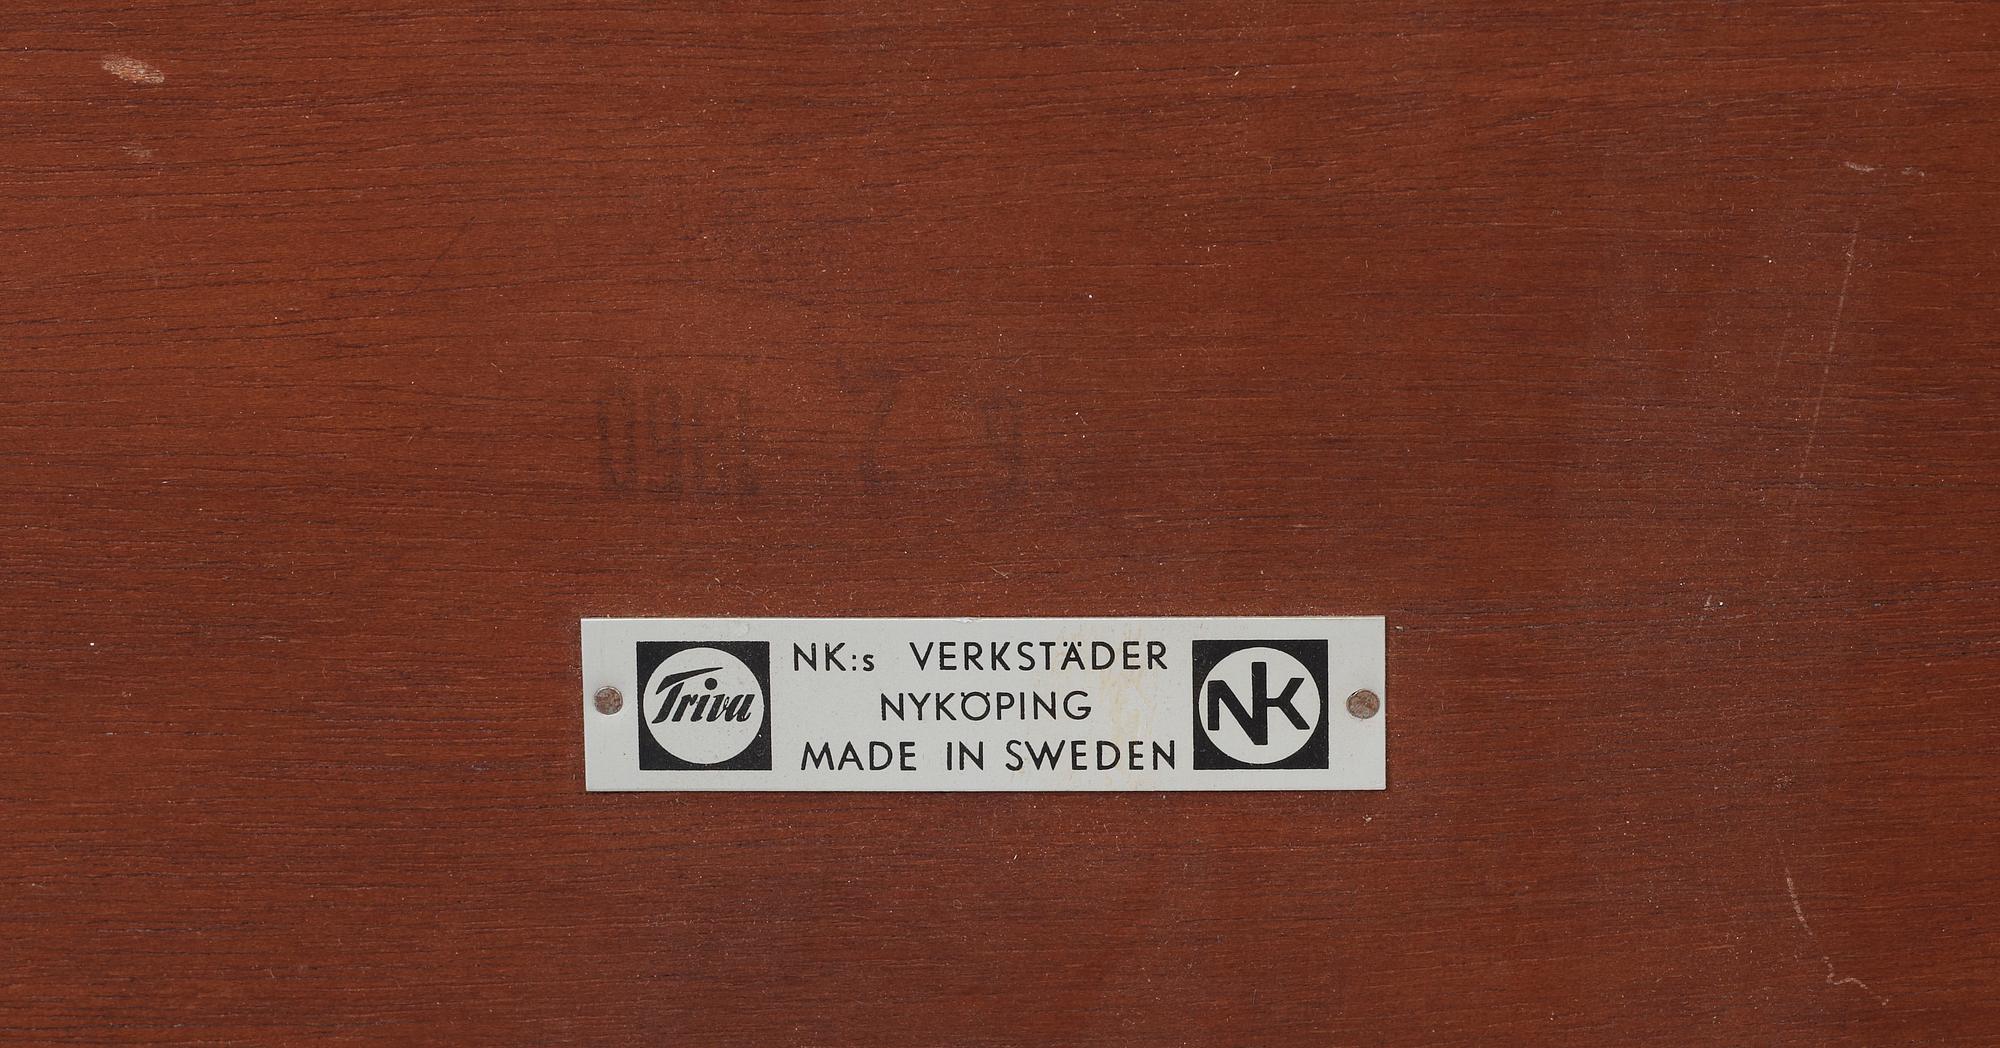 Triva
NK:s VERKSTÄDER
NYKÖPING
MADE IN SWEDEN
NK